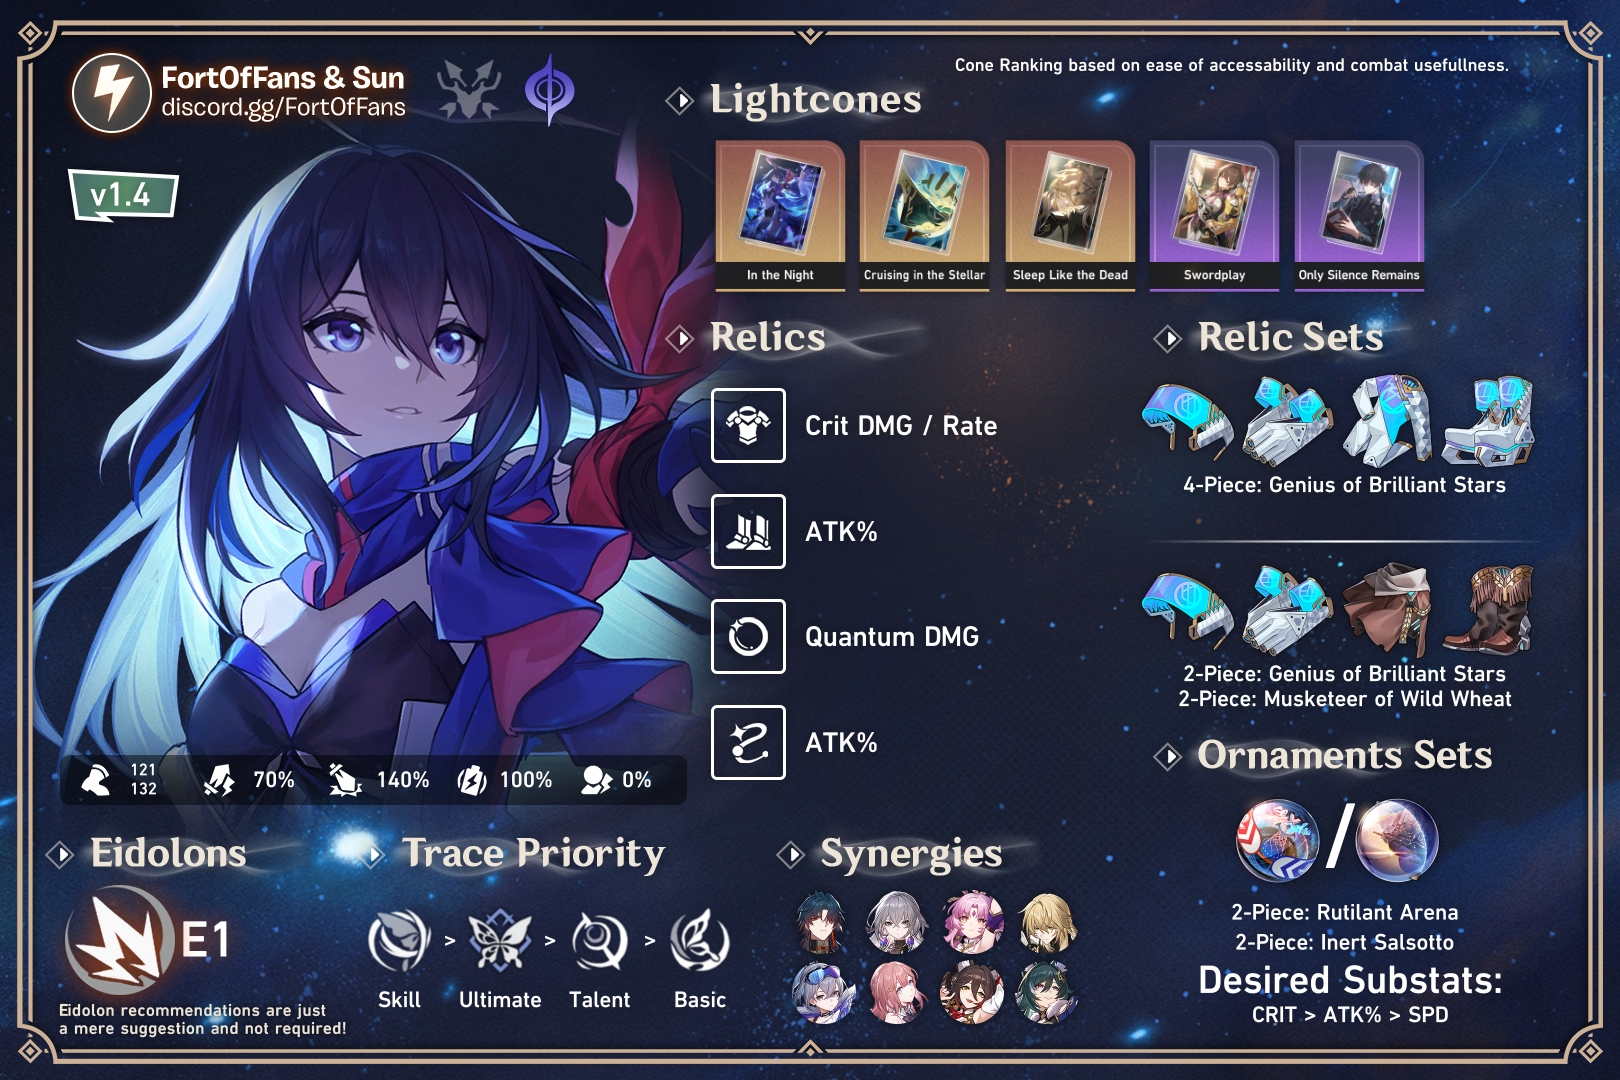 FortOfFans & Sun
discord.gg/FortOfFans
v1.4
Cone Ranking based on ease of accessability and combat usefullness.
Lightcones
In the Night
Cruising in the Stellar
Sleep Like the Dead
Swordplay
Only Silence Remains
Relics
Crit DMG / Rate
ATK%
Quantum DMG
ATK%
Relic Sets
4-Piece: Genius of Brilliant Stars
2-Piece: Genius of Brilliant Stars
2-Piece: Musketeer of Wild Wheat
Ornaments Sets
/
2-Piece: Rutilant Arena
2-Piece: Inert Salsotto
Desired Substats:
CRIT > ATK% > SPD
121
132
70%
140%
100%
0%
Eidolons
E1
Eidolon recommendations are just
a mere suggestion and not required!
Trace Priority
> > >
Skill Ultimate Talent Basic
Synergies